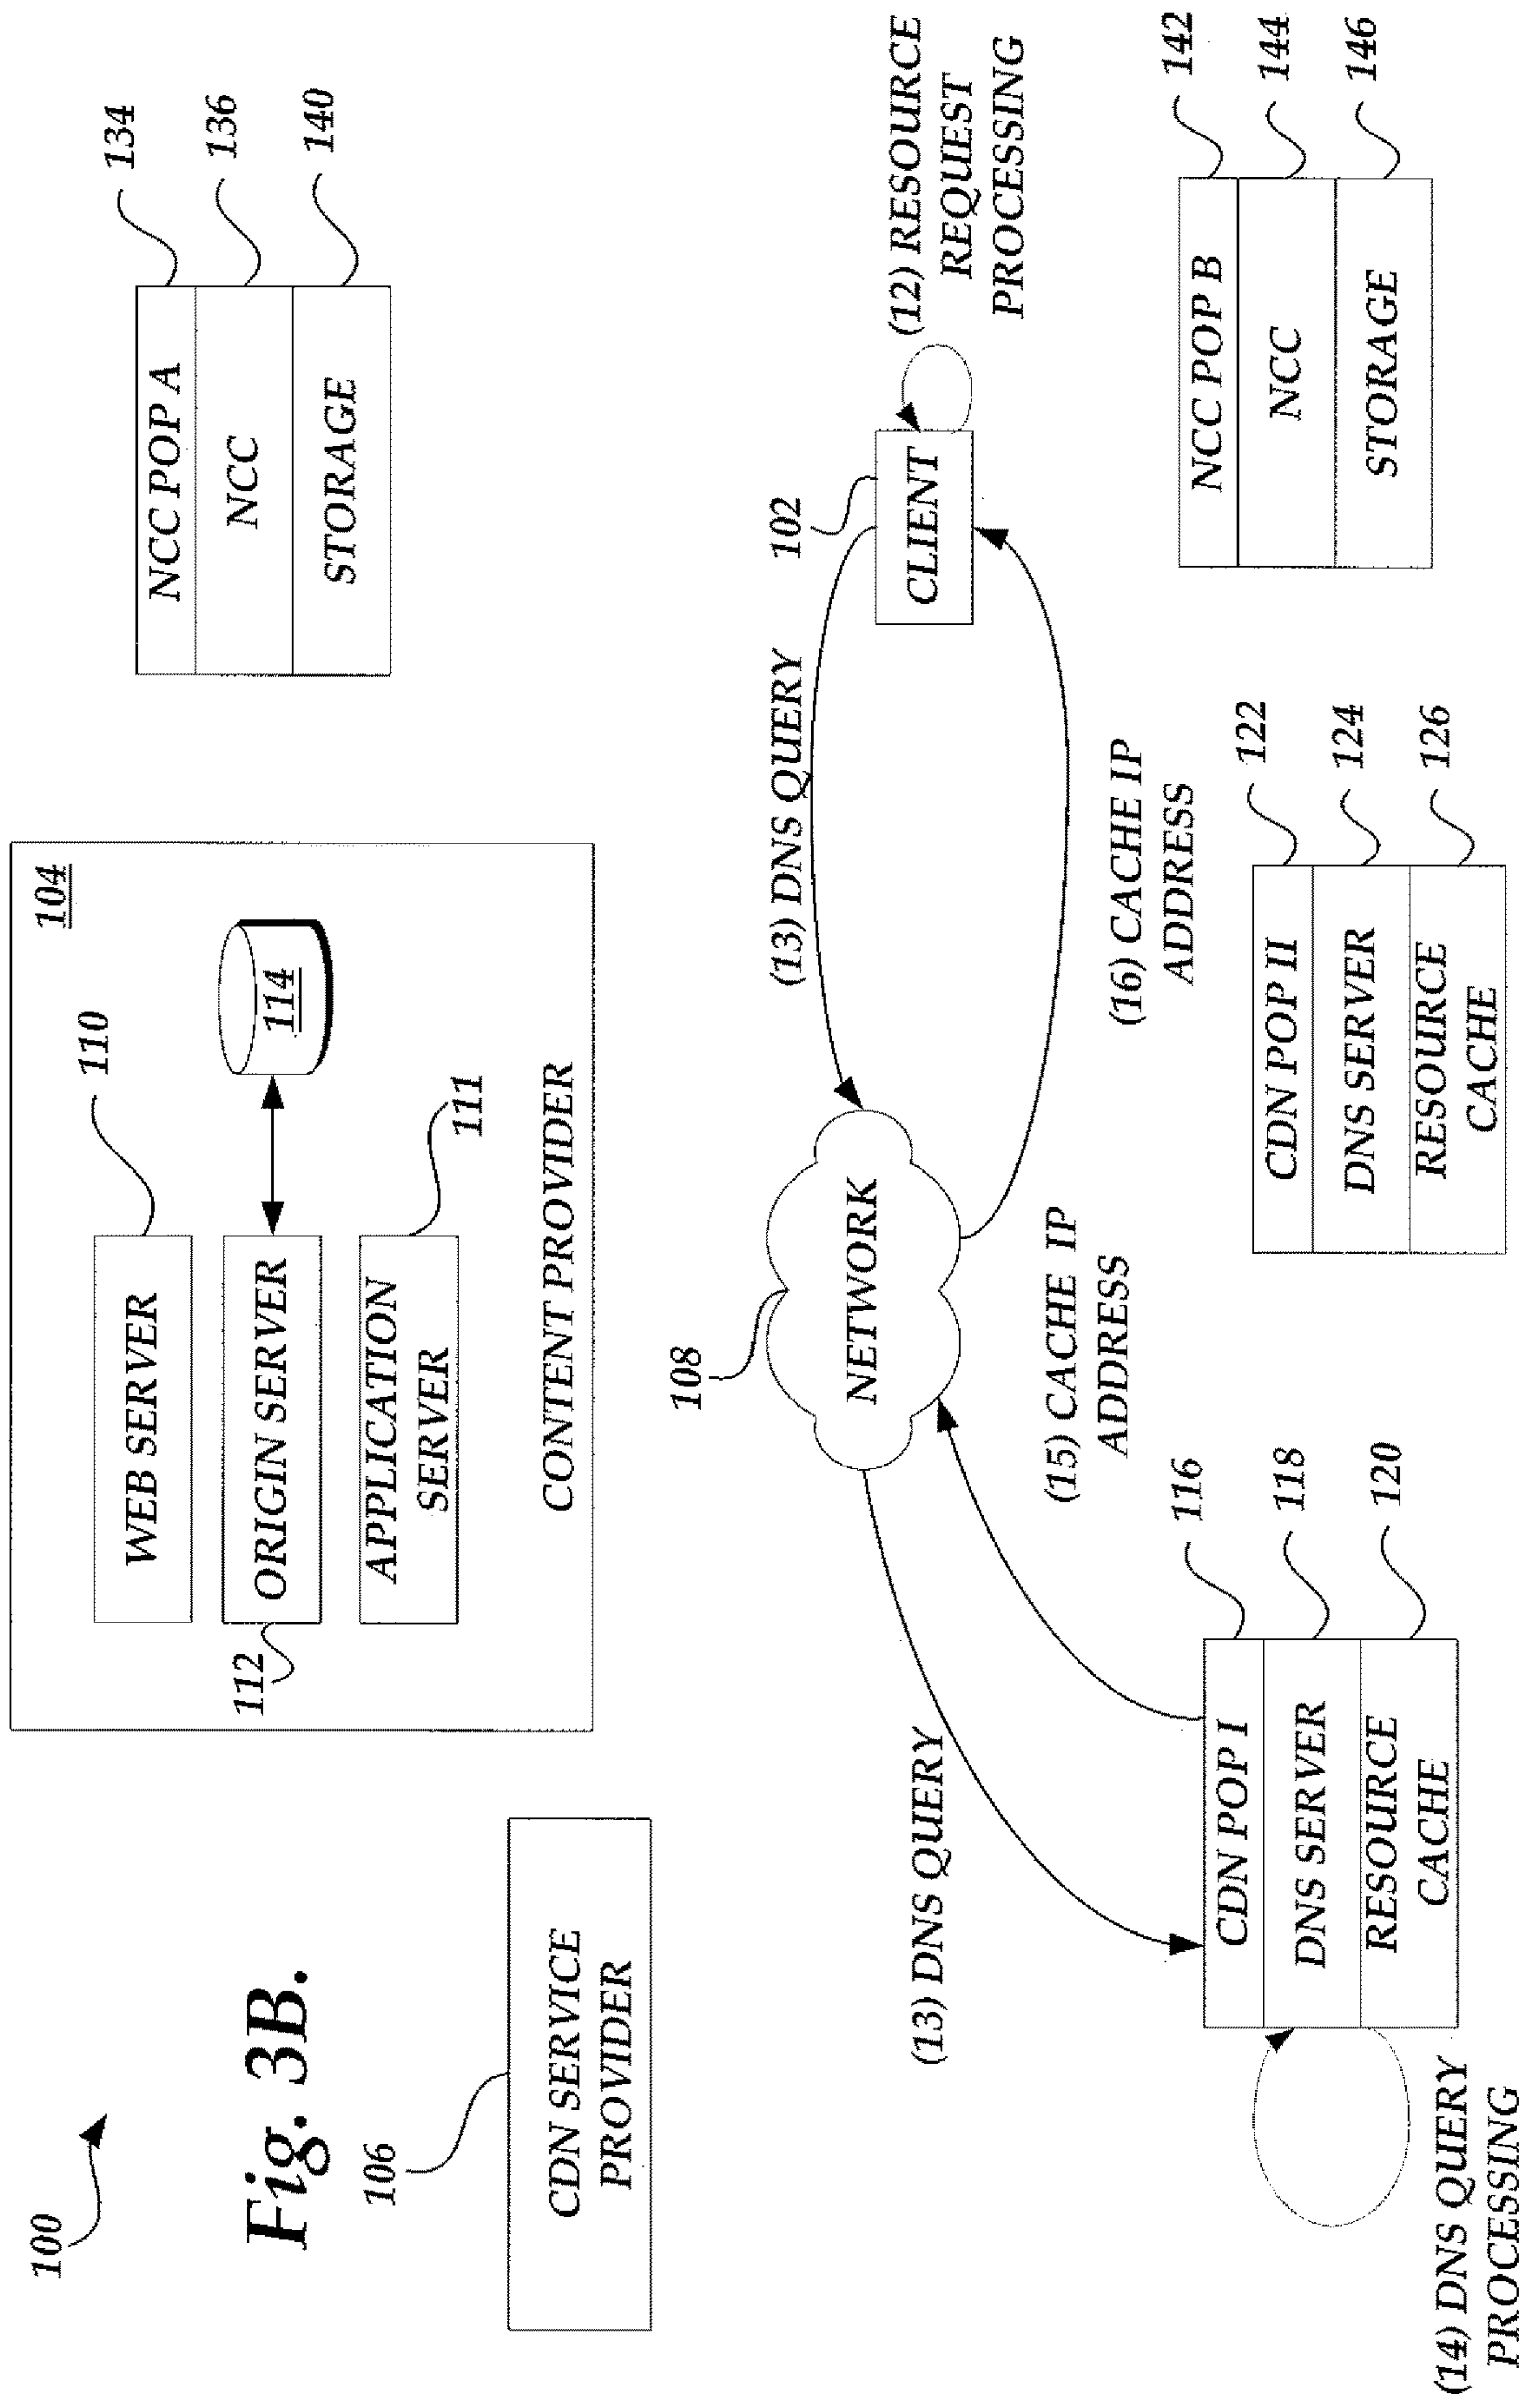 100
Fig. 3B.
106
CDN SERVICE
PROVIDER
104
110
WEB SERVER
114
112
ORIGIN SERVER
APPLICATION
SERVER
111
CONTENT PROVIDER
134
NCC POP A
136
NCC
140
STORAGE
108
NETWORK
(13) DNS QUERY
102
CLIENT
(12) RESOURCE
REQUEST
PROCESSING
(13) DNS QUERY
(15) CACHE IP
ADDRESS
(16) CACHE IP
ADDRESS
116
CDN POP I
118
DNS SERVER
120
RESOURCE
CACHE
(14) DNS QUERY
PROCESSING
122
CDN POP II
124
DNS SERVER
126
RESOURCE
CACHE
142
NCC POP B
144
NCC
146
STORAGE